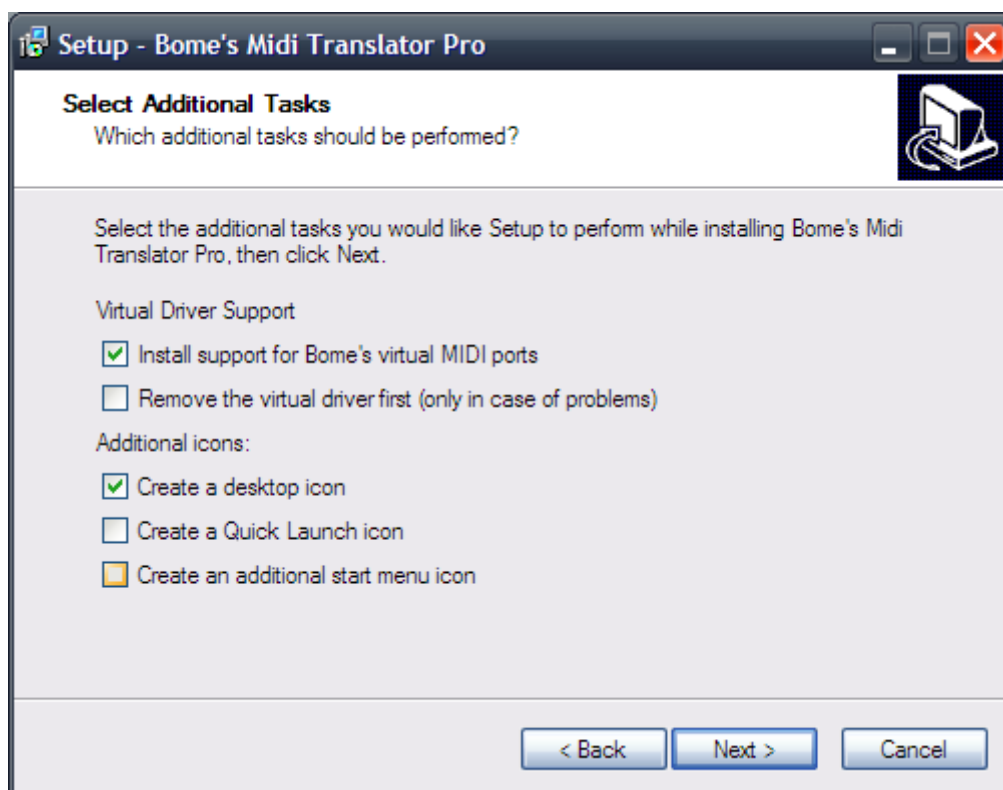 Setup - Bome's Midi Translator Pro
Select Additional Tasks
Which additional tasks should be performed?
Select the additional tasks you would like Setup to perform while installing Bome's Midi
Translator Pro, then click Next.
Virtual Driver Support
Install support for Bome's virtual MIDI ports
Remove the virtual driver first (only in case of problems)
Additional icons:
Create a desktop icon
Create a Quick Launch icon
Create an additional start menu icon
< Back Next > Cancel